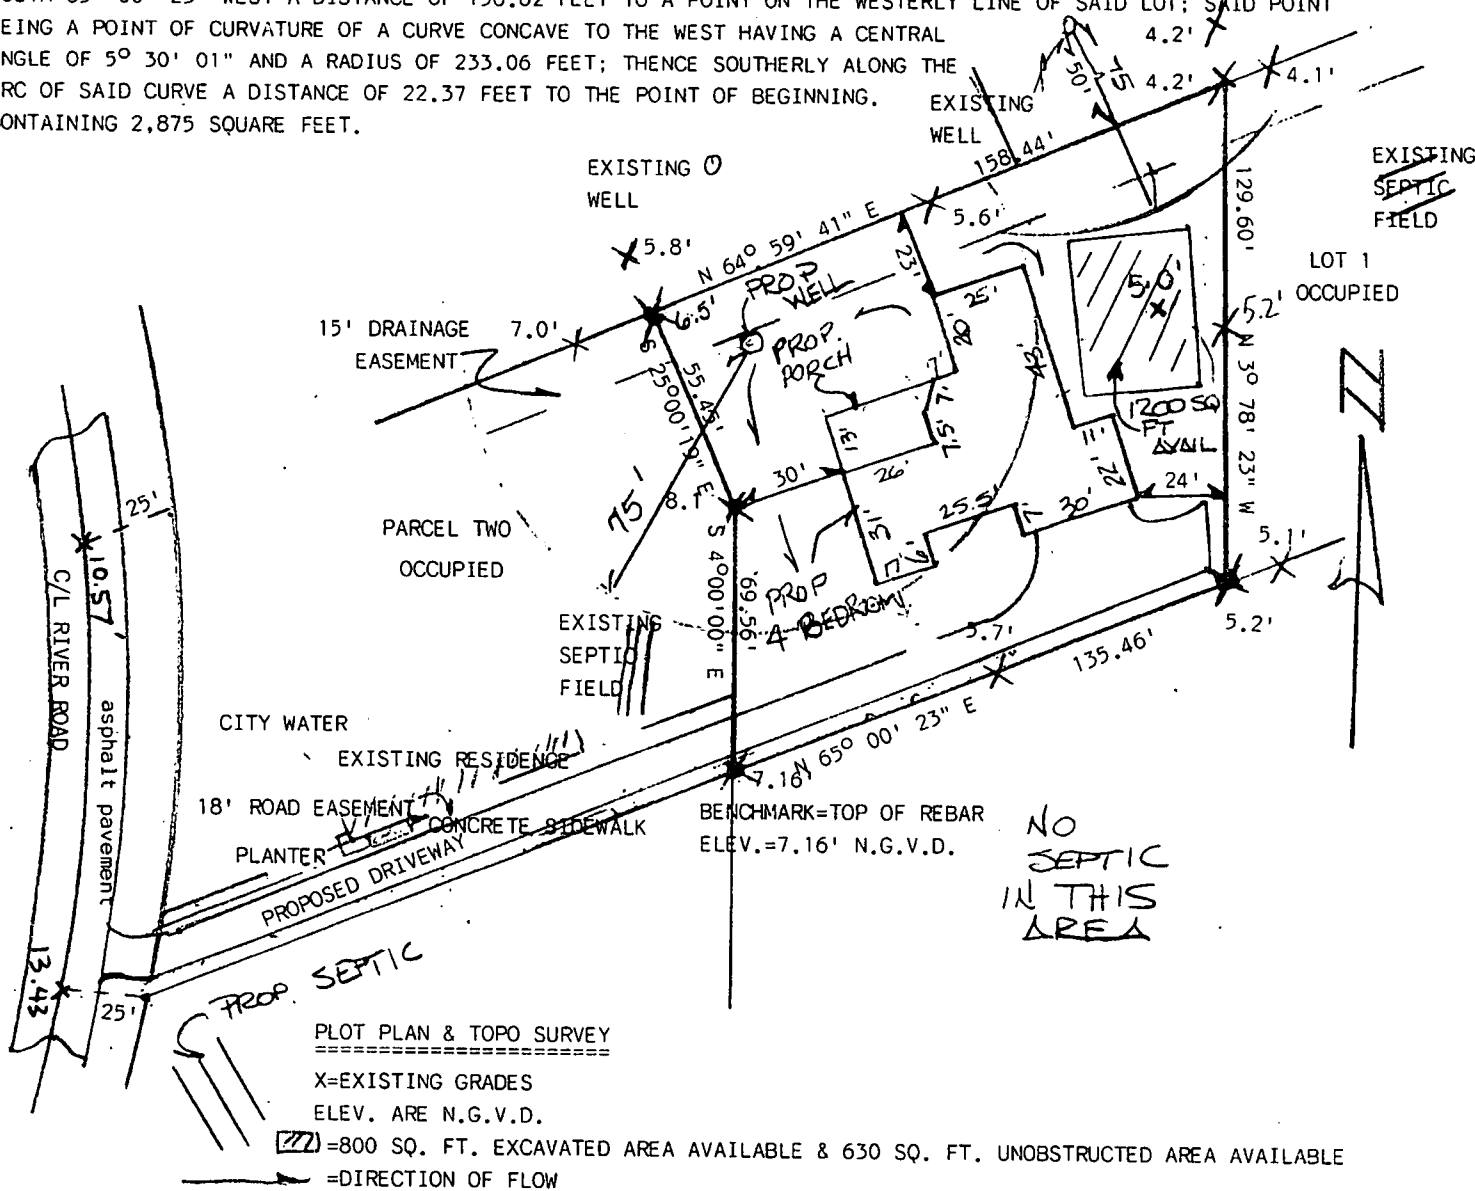 EING A POINT OF CURVATURE OF A CURVE CONCAVE TO THE WEST HAVING A CENTRAL
NGLE OF 5° 30' 01" AND A RADIUS OF 233.06 FEET; THENCE SOUTHERLY ALONG THE
RC OF SAID CURVE A DISTANCE OF 22.37 FEET TO THE POINT OF BEGINNING.
ONTAINING 2,875 SQUARE FEET.
4.2'
50'
75
4.2'
4.1'
EXISTING
WELL
158.44'
EXISTING
WELL
EXISTING
SEPTIC
FIELD
129.60'
5.8'
N 64° 59' 41" E
5.6'
23'
PROP
WELL
6.5'
25'
5.0'
LOT 1
OCCUPIED
5.2'
15' DRAINAGE
EASEMENT
7.0'
PROP.
PORCH
20'
43'
N 3° 78' 23" W
S 25°00'19" E
55.45'
7'
7'
7.5'
1200 SQ
FT
AVAIL
13'
11'
22'
24'
30'
26'
75'
8.1'
25'
25.5'
7'
30'
PARCEL TWO
OCCUPIED
S 4°00'00" E
69.56'
31'
7'
6'
5.1'
10.57'
C/L RIVER ROAD
asphalt pavement
EXISTING
SEPTIC
FIELD
PROP
4 BEDROOM
5.7'
5.2'
135.46'
CITY WATER
EXISTING RESIDENCE
N 65° 00' 23" E
7.16'
18' ROAD EASEMENT
CONCRETE SIDEWALK
PLANTER
PROPOSED DRIVEWAY
BENCHMARK=TOP OF REBAR
ELEV.=7.16' N.G.V.D.
NO
SEPTIC
IN THIS
AREA
13.43
25'
PROP. SEPTIC
PLOT PLAN & TOPO SURVEY
X=EXISTING GRADES
ELEV. ARE N.G.V.D.
=800 SQ. FT. EXCAVATED AREA AVAILABLE & 630 SQ. FT. UNOBSTRUCTED AREA AVAILABLE
=DIRECTION OF FLOW